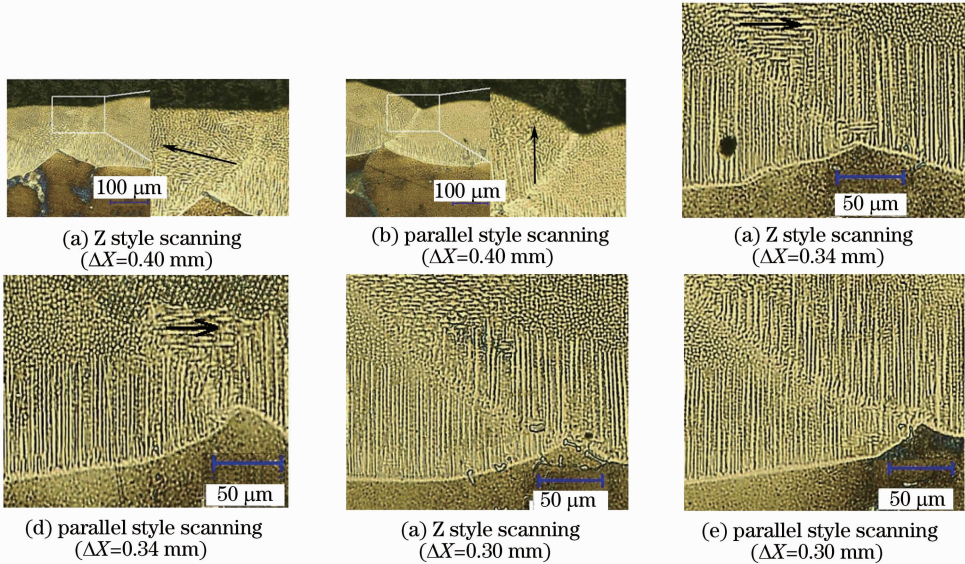 100 μm
(a) Z style scanning
(ΔX=0.40 mm)
100 μm
(b) parallel style scanning
(ΔX=0.40 mm)
50 μm
(a) Z style scanning
(ΔX=0.34 mm)
50 μm
(d) parallel style scanning
(ΔX=0.34 mm)
50 μm
(a) Z style scanning
(ΔX=0.30 mm)
50 μm
(e) parallel style scanning
(ΔX=0.30 mm)